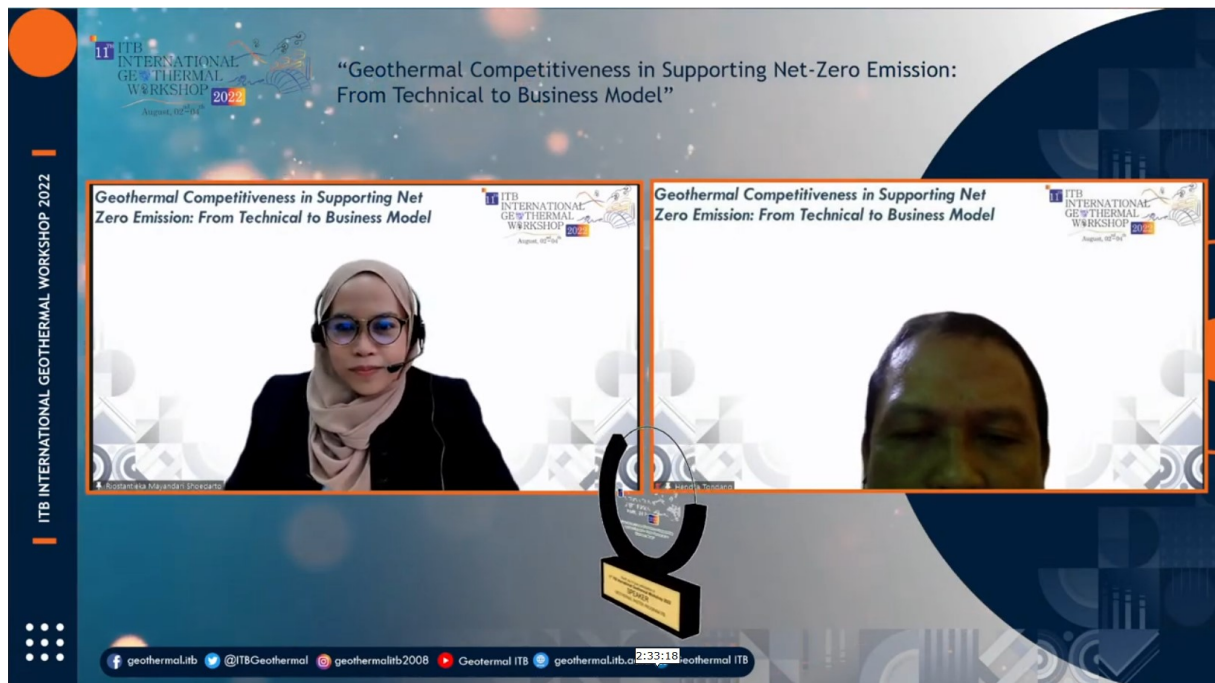 11th ITB
INTERNATIONAL
GEOTHERMAL
WORKSHOP 2022
August, 02nd-04th
“Geothermal Competitiveness in Supporting Net-Zero Emission:
From Technical to Business Model”
ITB INTERNATIONAL GEOTHERMAL WORKSHOP 2022
Geothermal Competitiveness in Supporting Net
Zero Emission: From Technical to Business Model
11th ITB
INTERNATIONAL
GEOTHERMAL
WORKSHOP
2022
August, 02nd-04th
Riostantieka Mayandari Shoedarto
Geothermal Competitiveness in Supporting Net
Zero Emission: From Technical to Business Model
11th ITB
INTERNATIONAL
GEOTHERMAL
WORKSHOP
2022
August, 02nd-04th
Hendra Tondang
SPEAKER
geothermal.itb
@ITBGeothermal
geothermalitb2008
Geotermal ITB
geothermal.itb.a
2:33:18
eothermal ITB